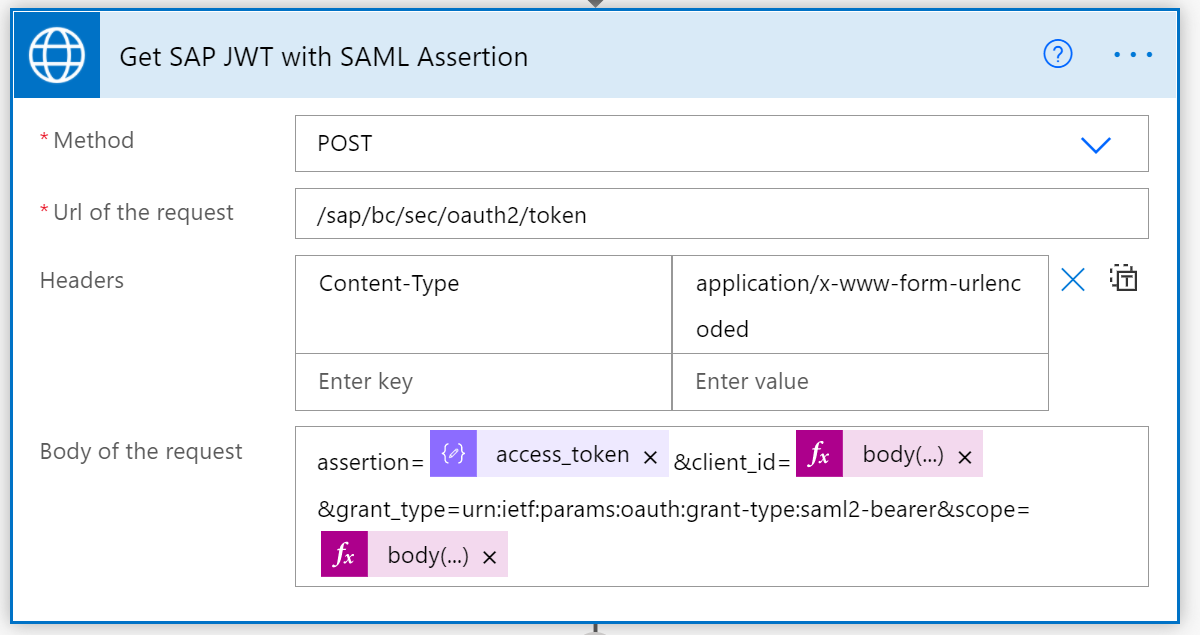 Get SAP JWT with SAML Assertion ? ...
* Method POST
* Url of the request /sap/bc/sec/oauth2/token
Headers Content-Type application/x-www-form-urlenc
oded
Enter key Enter value
Body of the request assertion= {/} access_token × &client_id= fx body(...) ×
&grant_type=urn:ietf:params:oauth:grant-type:saml2-bearer&scope=
fx body(...) ×